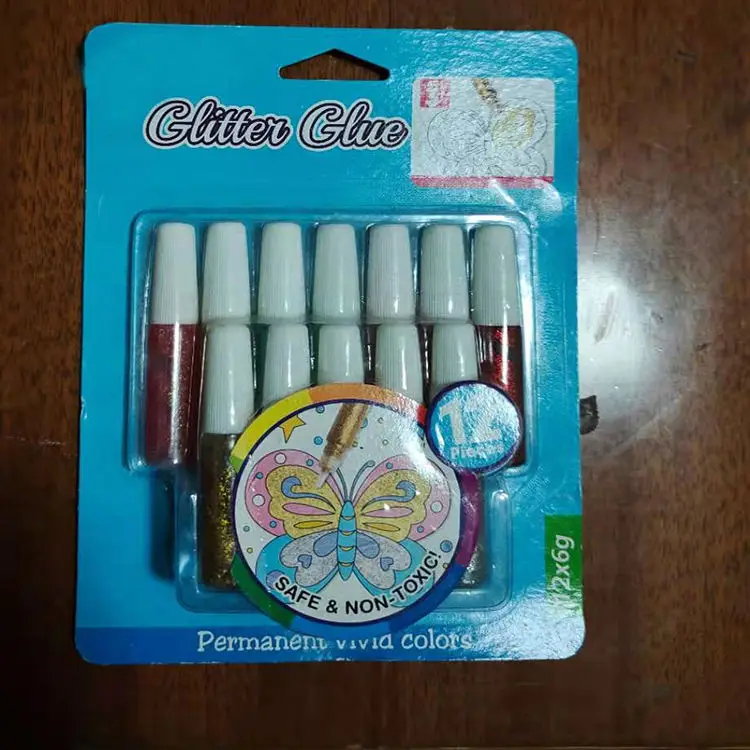 Glitter Glue
12
Pieces
SAFE & NON-TOXIC!
12x6g
Permanent vivid colors